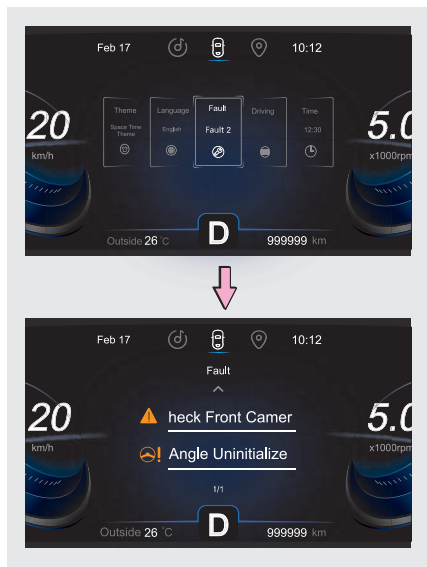 Feb 17 10:12
Theme Language Fault Driving Time
Space Time Theme English Fault 2 12:30
20 km/h
5.0 x1000rpm
Outside 26 °C D 999999 km
Feb 17 10:12
Fault
heck Front Camer
Angle Uninitialize
1/1
20 km/h
5.0 x1000rpm
Outside 26 °C D 999999 km